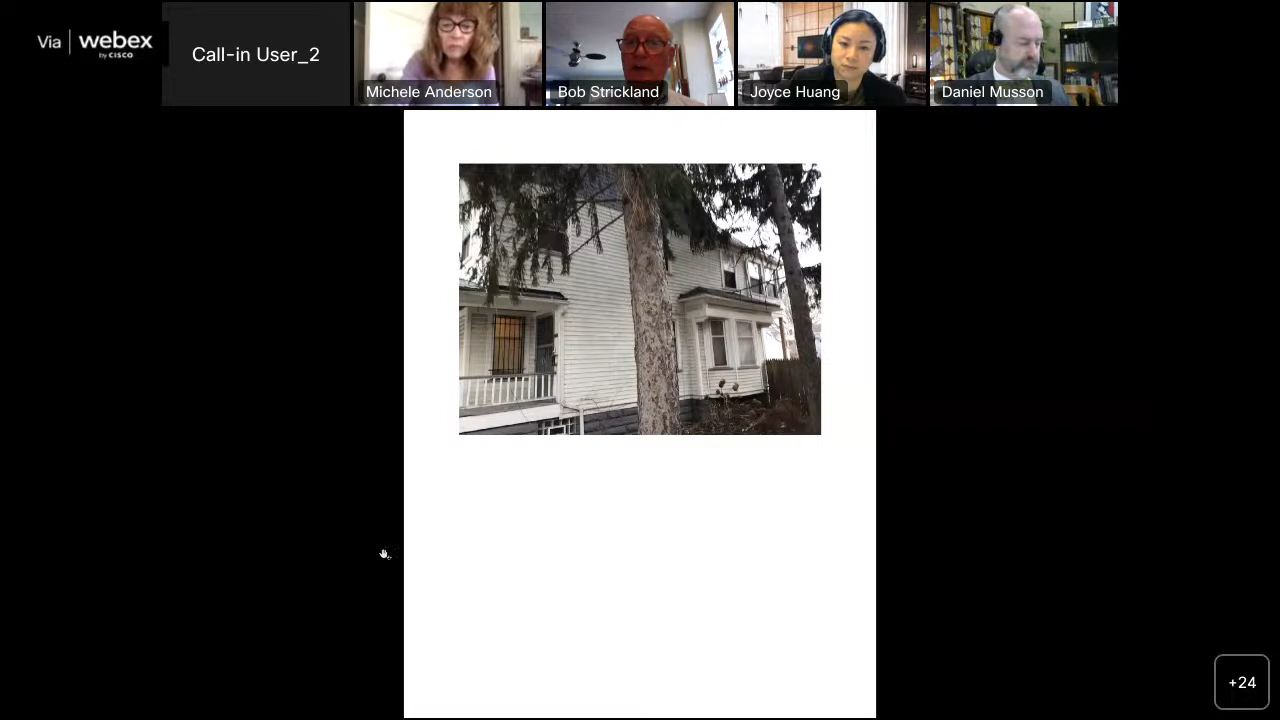 Via webex
by CISCO
Call-in User_2
Michele Anderson
Bob Strickland
Joyce Huang
Daniel Musson
+24